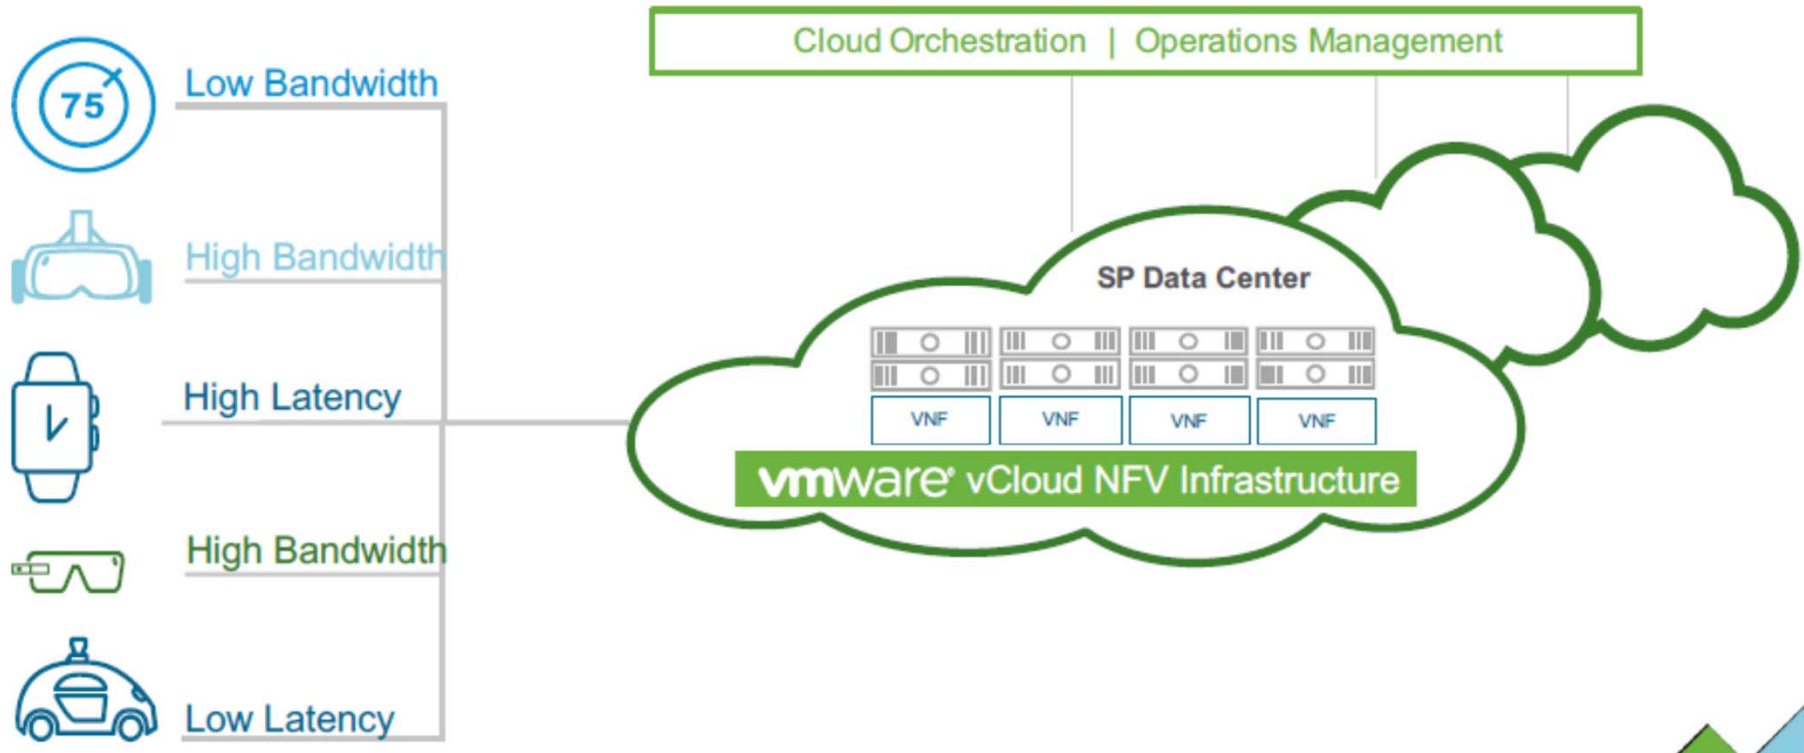 Cloud Orchestration | Operations Management
75
Low Bandwidth
High Bandwidth
High Latency
High Bandwidth
Low Latency
SP Data Center
VNF VNF VNF VNF
vmware® vCloud NFV Infrastructure